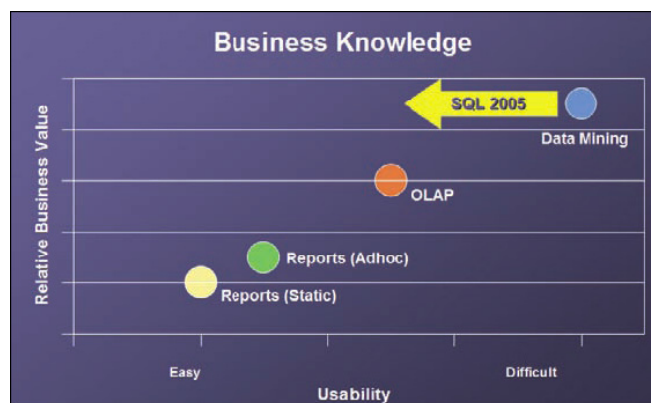 Business Knowledge
Relative Business Value
SQL 2005
Data Mining
OLAP
Reports (Adhoc)
Reports (Static)
Easy
Difficult
Usability